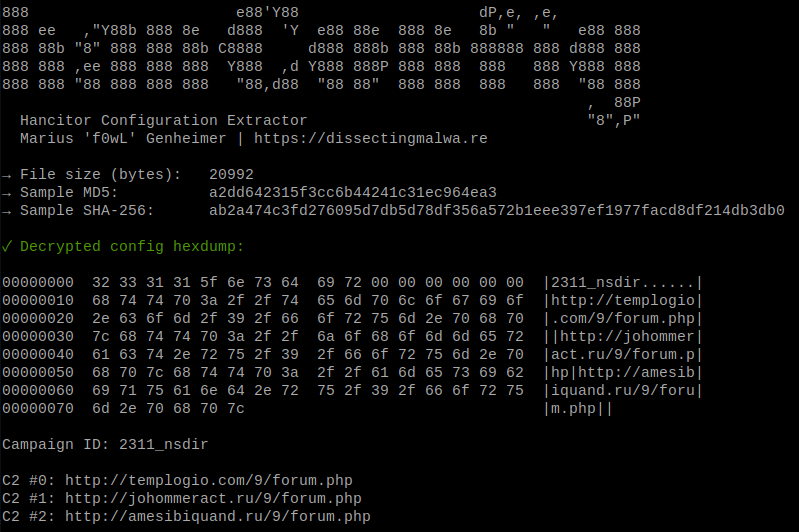 888                       e88'Y88                    dP,e, ,e,
888 ee   ,"Y88b 888 8e   d888  'Y  e88 88e  888 8e   8b "   "   e88 888
888 88b "8" 888 888 88b C8888     d888 888b 888 88b 888888 888 d888 888
888 888 ,ee 888 888 888  Y888  ,d Y888 888P 888 888  888   888 Y888 888
888 888 "88 888 888 888   "88,d88  "88 88"  888 888  888   888  "88 888
                                                                 ,  88P
  Hancitor Configuration Extractor                               "8",P"
  Marius 'f0wL' Genheimer | https://dissectingmalwa.re

→ File size (bytes):   20992
→ Sample MD5:          a2dd642315f3cc6b44241c31ec964ea3
→ Sample SHA-256:      ab2a474c3fd276095d7db5d78df356a572b1eee397ef1977facd8df214db3db0

✓ Decrypted config hexdump:

00000000  32 33 31 31 5f 6e 73 64  69 72 00 00 00 00 00 00  |2311_nsdir......|
00000010  68 74 74 70 3a 2f 2f 74  65 6d 70 6c 6f 67 69 6f  |http://templogio|
00000020  2e 63 6f 6d 2f 39 2f 66  6f 72 75 6d 2e 70 68 70  |.com/9/forum.php|
00000030  7c 68 74 74 70 3a 2f 2f  6a 6f 68 6f 6d 6d 65 72  ||http://johommer|
00000040  61 63 74 2e 72 75 2f 39  2f 66 6f 72 75 6d 2e 70  |act.ru/9/forum.p|
00000050  68 70 7c 68 74 74 70 3a  2f 2f 61 6d 65 73 69 62  |hp|http://amesib|
00000060  69 71 75 61 6e 64 2e 72  75 2f 39 2f 66 6f 72 75  |iquand.ru/9/foru|
00000070  6d 2e 70 68 70 7c                                 |m.php||

Campaign ID: 2311_nsdir

C2 #0: http://templogio.com/9/forum.php
C2 #1: http://johommeract.ru/9/forum.php
C2 #2: http://amesibiquand.ru/9/forum.php